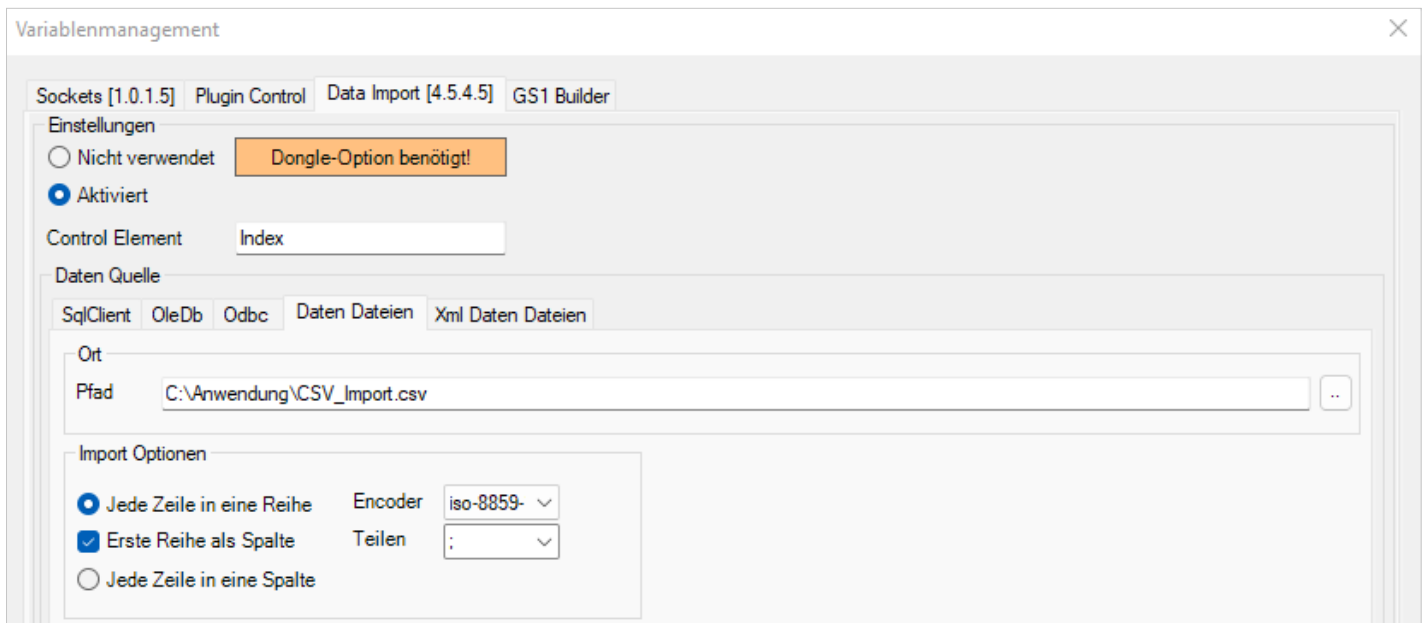 Variablenmanagement
Sockets [1.0.1.5] Plugin Control Data Import [4.5.4.5] GS1 Builder
Einstellungen
Nicht verwendet Dongle-Option benötigt!
Aktiviert
Control Element Index
Daten Quelle
SqlClient OleDb Odbc Daten Dateien Xml Daten Dateien
Ort
Pfad C:\Anwendung\CSV_Import.csv ..
Import Optionen
Jede Zeile in eine Reihe Encoder iso-8859-
Erste Reihe als Spalte Teilen ;
Jede Zeile in eine Spalte